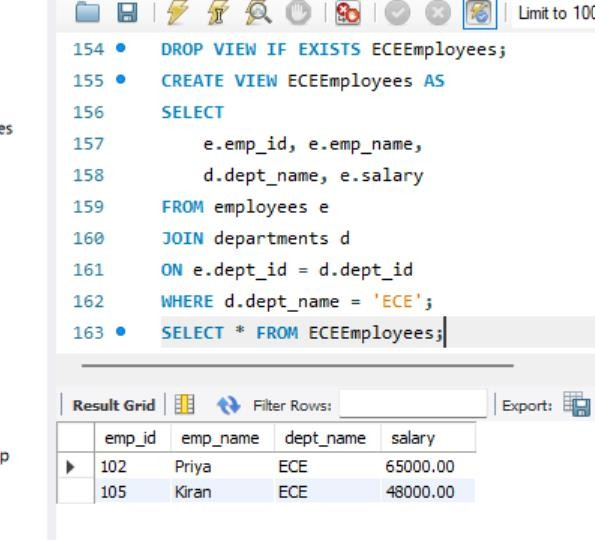 Limit to 100
154 DROP VIEW IF EXISTS ECEEmployees;
155 CREATE VIEW ECEEmployees AS
156 SELECT
157 e.emp_id, e.emp_name,
158 d.dept_name, e.salary
159 FROM employees e
160 JOIN departments d
161 ON e.dept_id = d.dept_id
162 WHERE d.dept_name = 'ECE';
163 SELECT * FROM ECEEmployees;
es
p
Result Grid Filter Rows: Export:
emp_id emp_name dept_name salary
102 Priya ECE 65000.00
105 Kiran ECE 48000.00